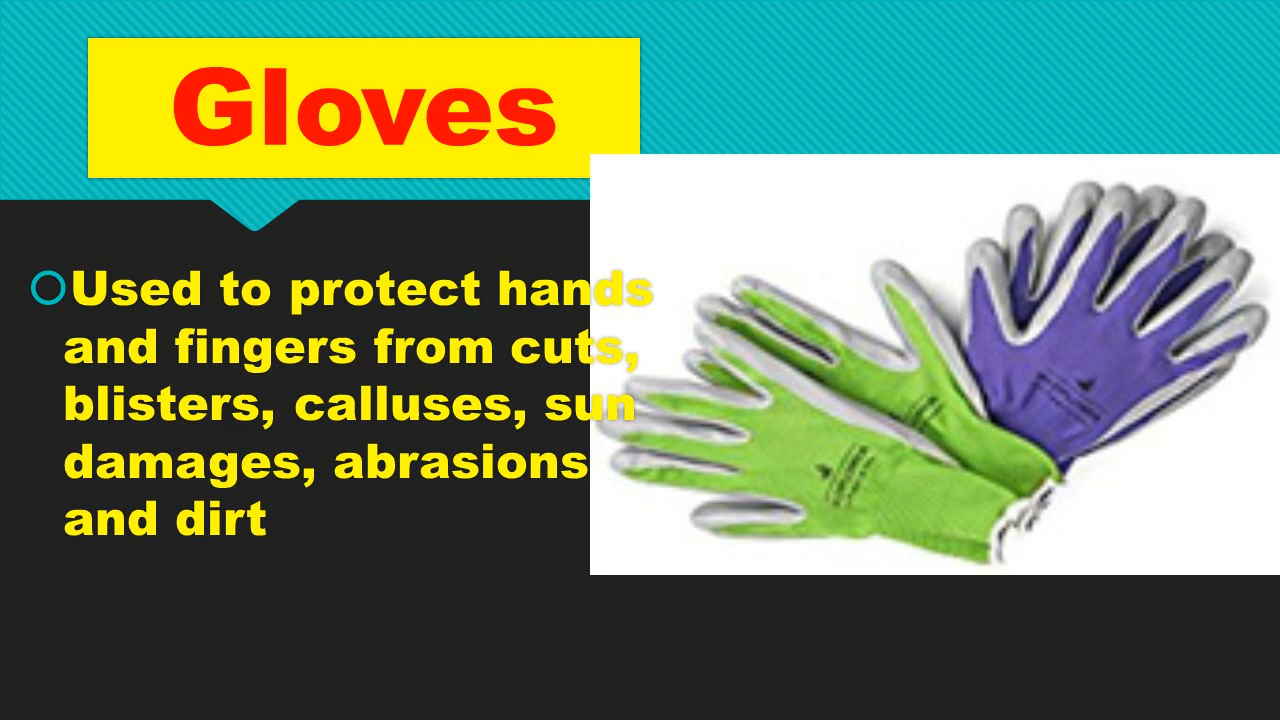 Gloves
Used to protect hands
and fingers from cuts,
blisters, calluses, sun
damages, abrasions
and dirt